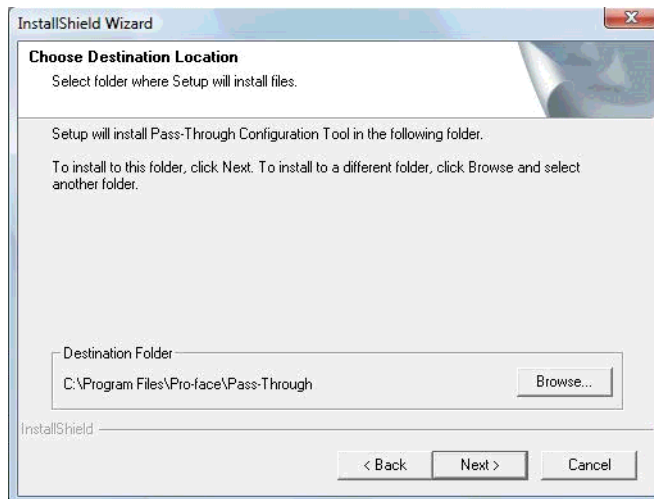 InstallShield Wizard
Choose Destination Location
Select folder where Setup will install files.
Setup will install Pass-Through Configuration Tool in the following folder.
To install to this folder, click Next. To install to a different folder, click Browse and select
another folder.
Destination Folder
C:\Program Files\Pro-face\Pass-Through
Browse...
InstallShield
< Back
Next >
Cancel